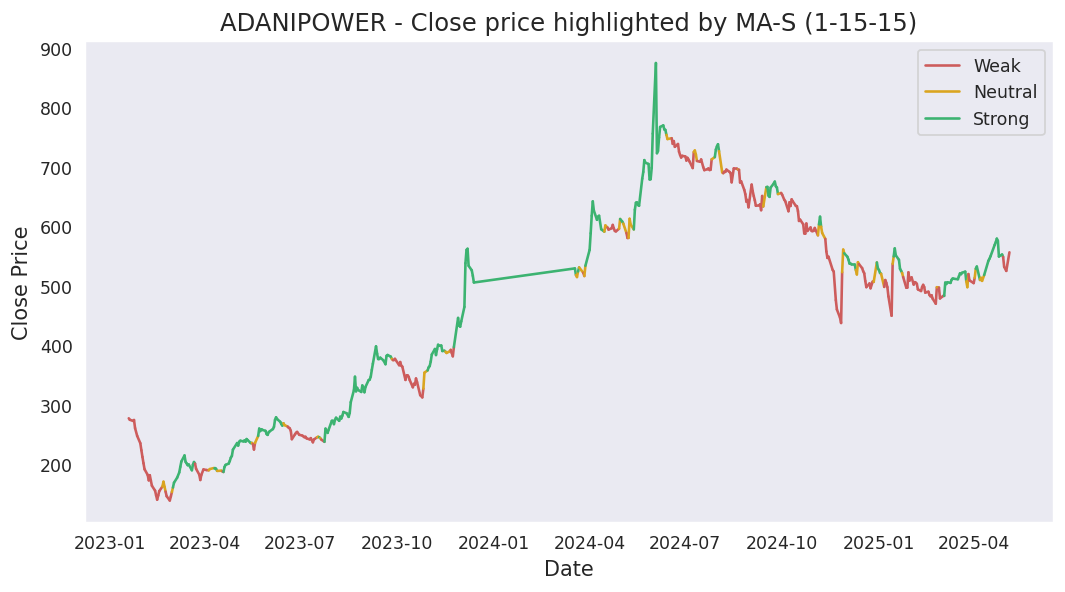 ADANIPOWER - Close price highlighted by MA-S (1-15-15)
Weak
Neutral
Strong
Close Price
900
800
700
600
500
400
300
200
2023-01 2023-04 2023-07 2023-10 2024-01 2024-04 2024-07 2024-10 2025-01 2025-04
Date